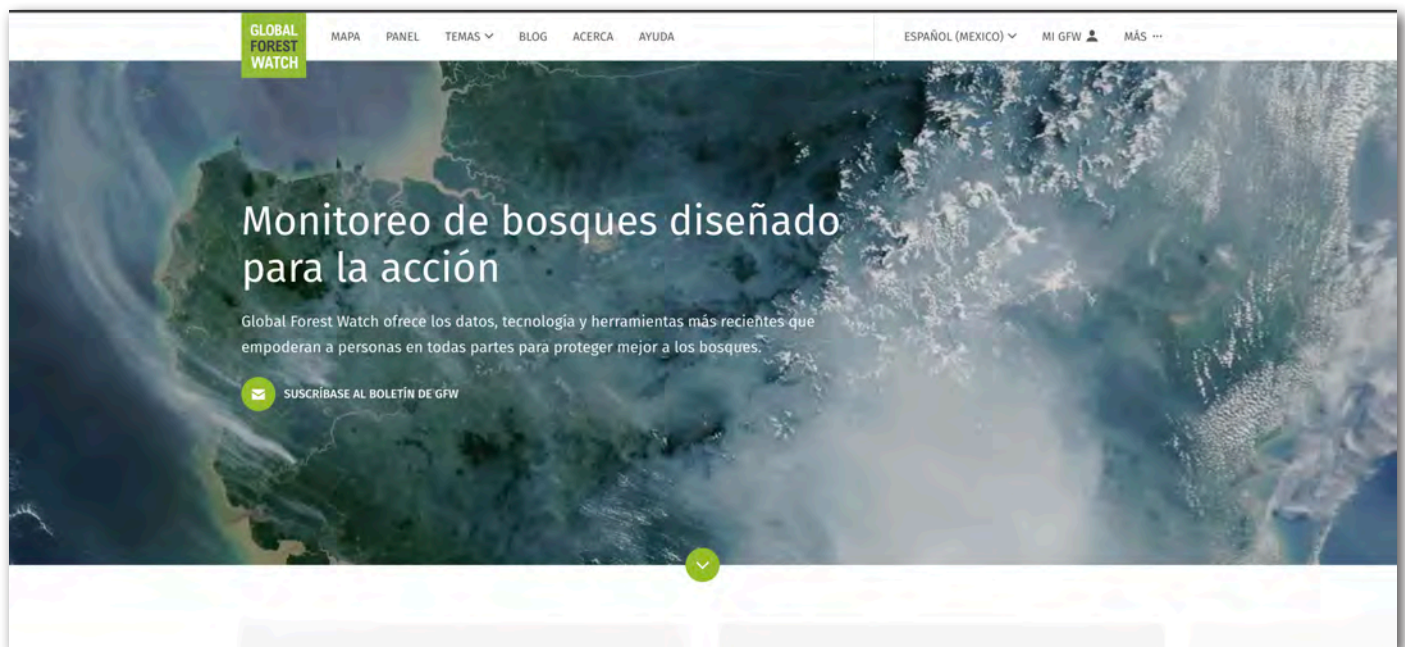 GLOBAL
FOREST
WATCH
MAPA PANEL TEMAS BLOG ACERCA AYUDA
ESPAÑOL (MEXICO) MI GFW MÁS ...
Monitoreo de bosques diseñado
para la acción
Global Forest Watch ofrece los datos, tecnología y herramientas más recientes que
empoderan a personas en todas partes para proteger mejor a los bosques.
SUSCRÍBASE AL BOLETÍN DE GFW